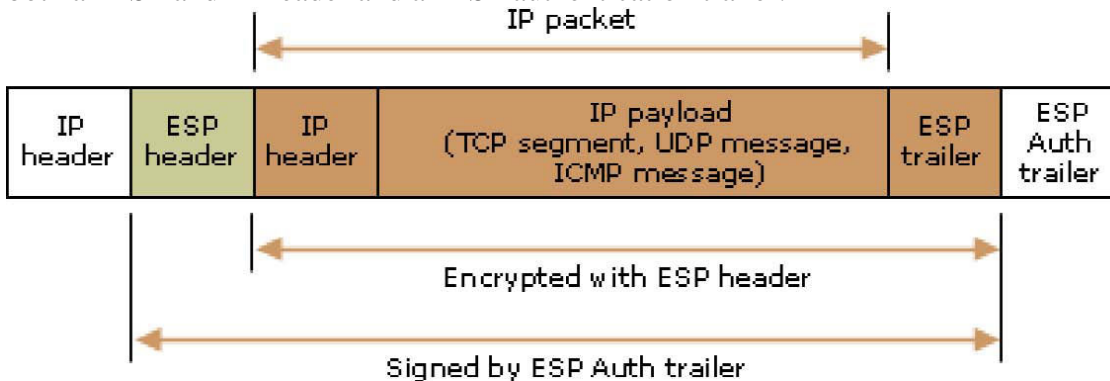 IP packet
IP
header
ESP
header
IP
header
IP payload
(TCP segment, UDP message,
ICMP message)
ESP
trailer
ESP
Auth
trailer
Encrypted with ESP header
Signed by ESP Auth trailer